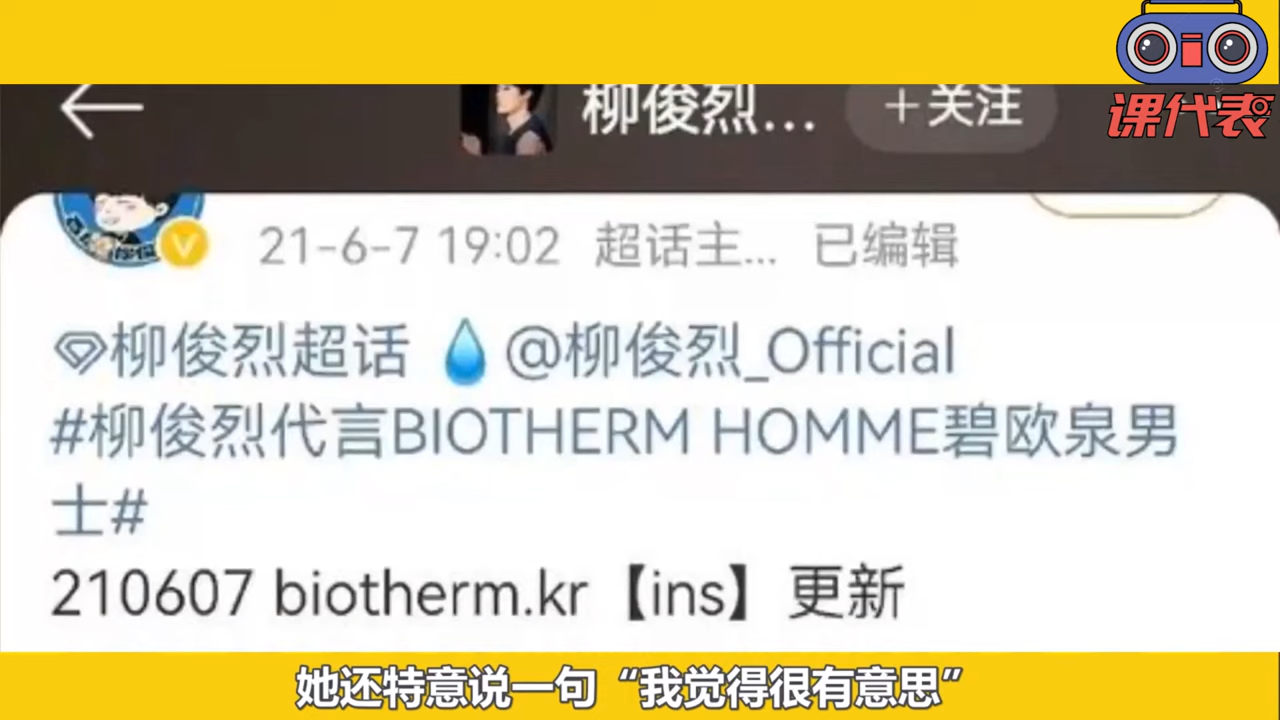 课代表
柳俊烈... +关注
21-6-7 19:02 超话主... 已编辑
柳俊烈超话 💧@柳俊烈_Official
#柳俊烈代言BIOTHERM HOMME碧欧泉男
士#
210607 biotherm.kr【ins】更新
她还特意说一句“我觉得很有意思”